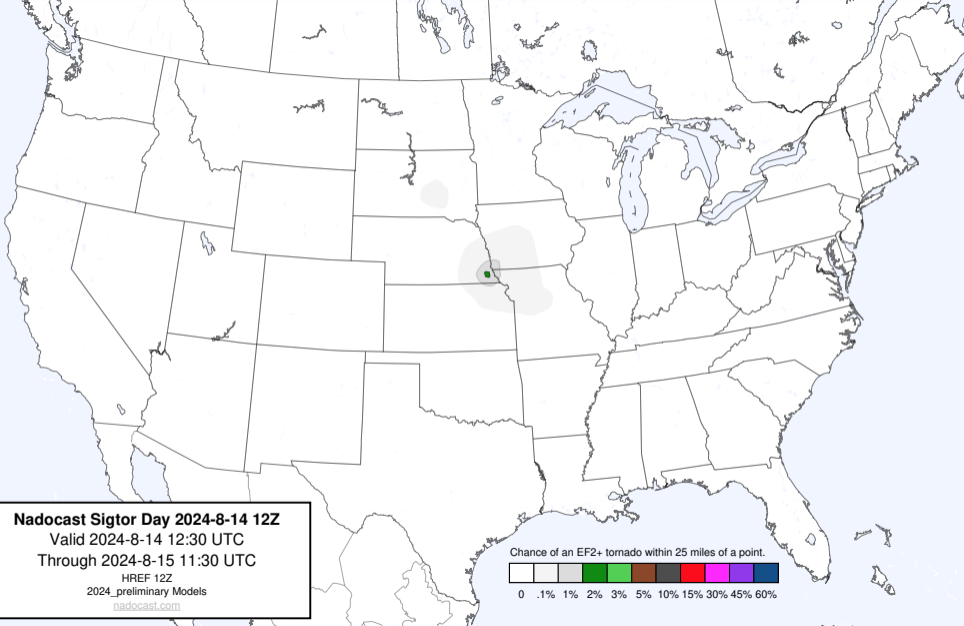 Nadocast Sigtor Day 2024-8-14 12Z
Valid 2024-8-14 12:30 UTC
Through 2024-8-15 11:30 UTC
HREF 12Z
2024_preliminary Models
nadocast.com
Chance of an EF2+ tornado within 25 miles of a point.
0 .1% 1% 2% 3% 5% 10% 15% 30% 45% 60%